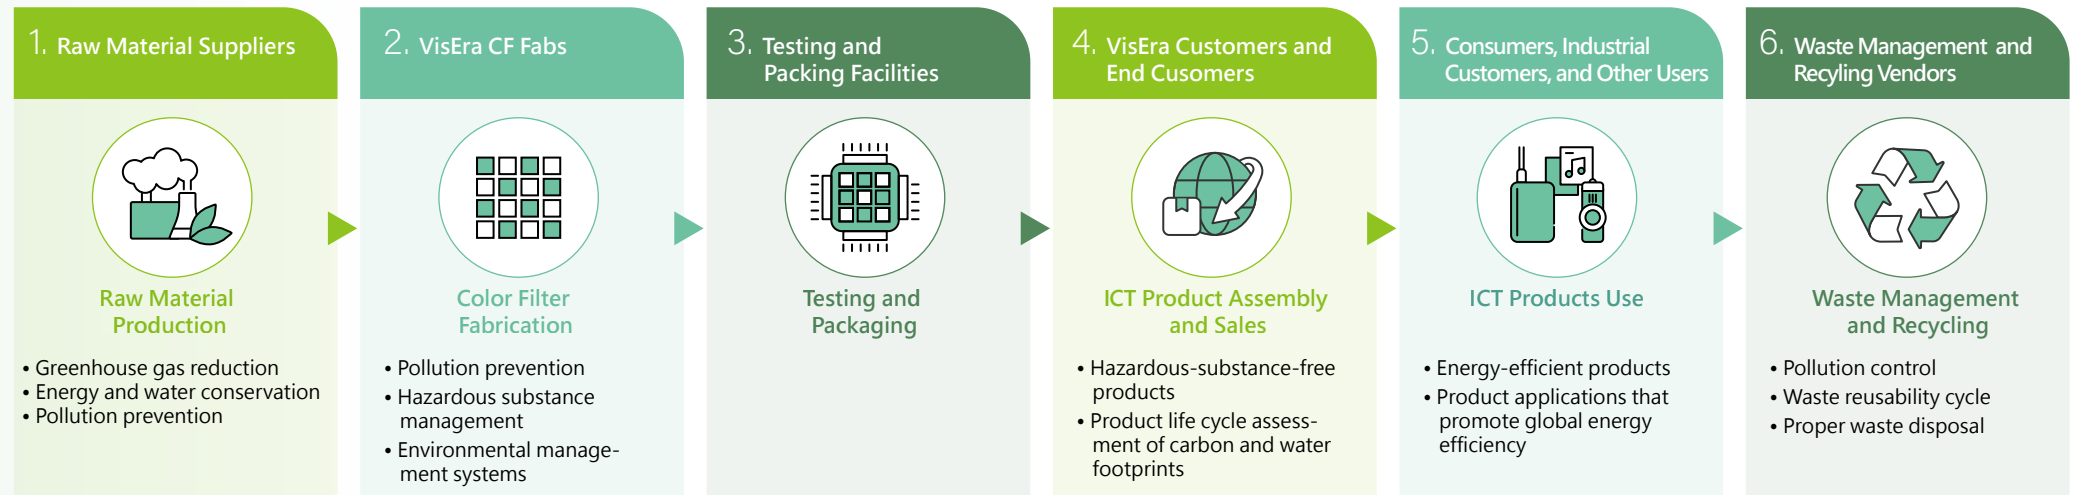 1. Raw Material Suppliers
Raw Material
Production
• Greenhouse gas reduction
• Energy and water conservation
• Pollution prevention
2. VisEra CF Fabs
Color Filter
Fabrication
• Pollution prevention
• Hazardous substance
management
• Environmental manage-
ment systems
3. Testing and
Packing Facilities
Testing and
Packaging
4. VisEra Customers and
End Cusomers
ICT Product Assembly
and Sales
• Hazardous-substance-free
products
• Product life cycle assess-
ment of carbon and water
footprints
5. Consumers, Industrial
Customers, and Other Users
ICT Products Use
• Energy-efficient products
• Product applications that
promote global energy
efficiency
6. Waste Management and
Recyling Vendors
Waste Management
and Recycling
• Pollution control
• Waste reusability cycle
• Proper waste disposal